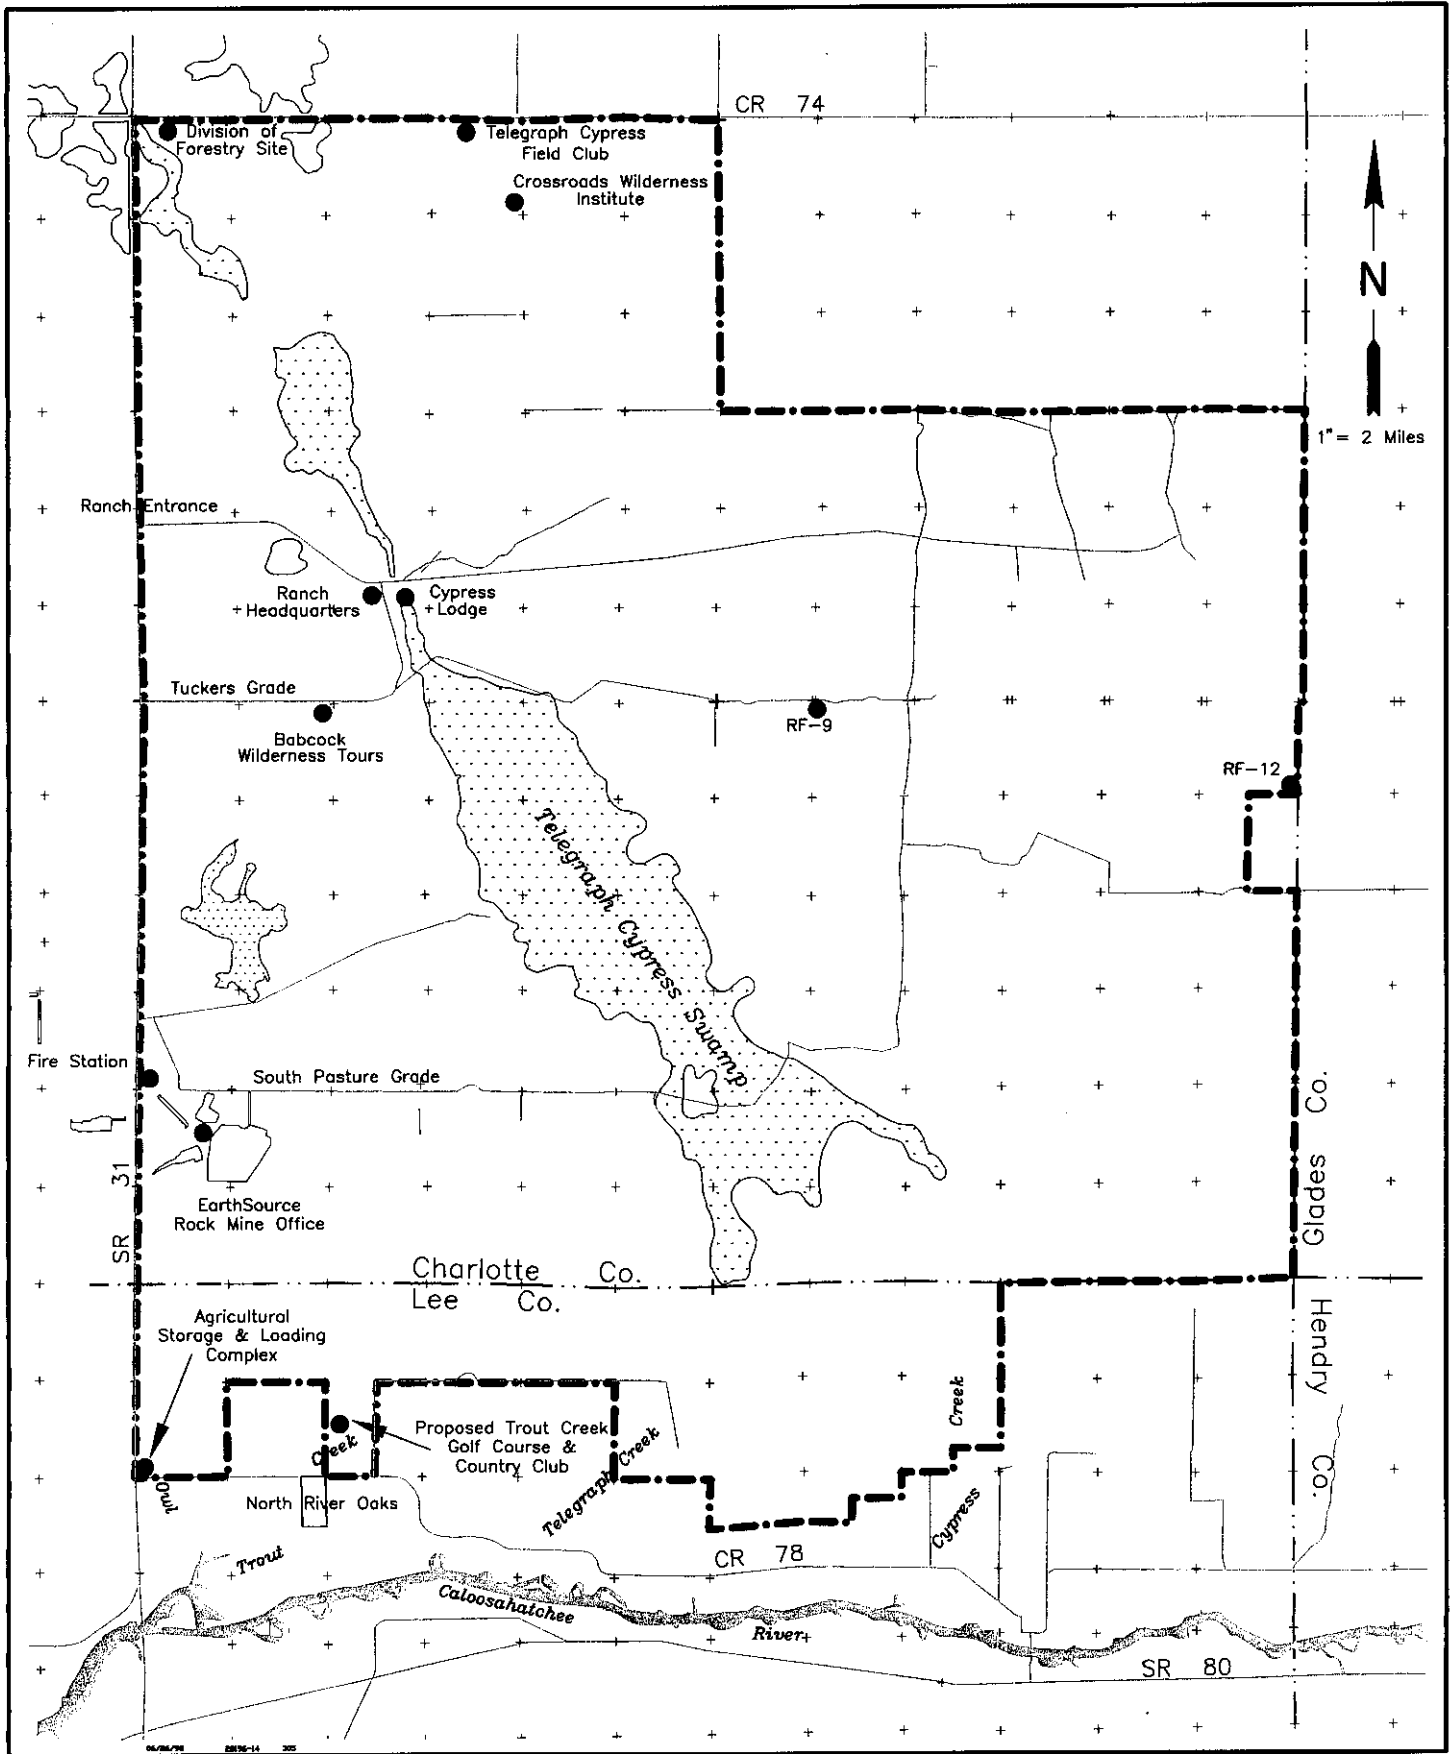 CR 74
Division of
Forestry Site
Telegraph Cypress
Field Club
Crossroads Wilderness
Institute
N
1" = 2 Miles
Ranch Entrance
Ranch
Headquarters
Cypress
Lodge
Tuckers Grade
Babcock
Wilderness Tours
RF-9
RF-12
Telegraph Cypress Swamp
Fire Station
South Pasture Grade
SR 31
EarthSource
Rock Mine Office
Glades Co.
Charlotte Co.
Lee Co.
Hendry Co.
Agricultural
Storage & Loading
Complex
Proposed Trout Creek
Golf Course &
Country Club
Creek
Owl
North River Oaks
Telegraph Creek
Cypress Creek
Trout
CR 78
Caloosahatchee River
SR 80